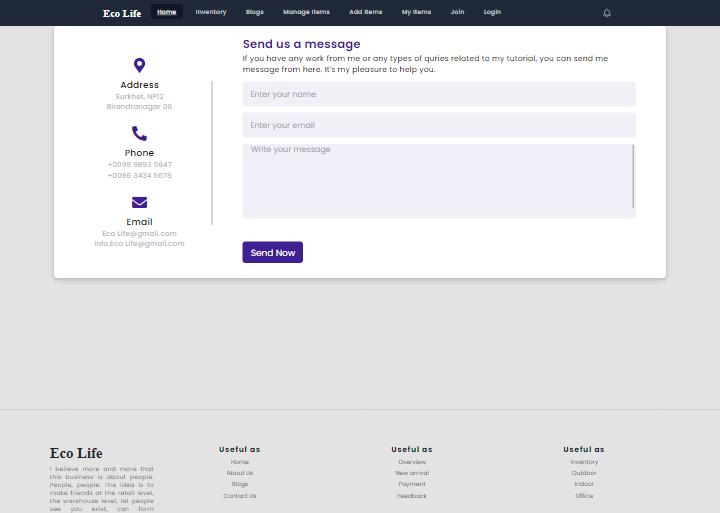 Eco Life Home Inventory Blogs Manage Items Add Items My Items Join Login
Address
Surkhet, NP12
Birendranagar 06
Phone
+0098 9893 5647
+0096 3434 5678
Email
Eco Life@gmail.com
info.Eco Life@gmail.com
Send us a message
If you have any work from me or any types of quries related to my tutorial, you can send me
message from here. It's my pleasure to help you.
Enter your name
Enter your email
Write your message
Send Now
Eco Life
I believe more and more that
this business is about people.
People, people. The idea is to
make friends at the retail level,
the warehouse level, let people
see you exist, can form
Useful as
Home
About Us
Blogs
Contact Us
Useful as
Overview
New arrival
Payment
Feedback
Useful as
Inventory
Outdoor
Indoor
Office